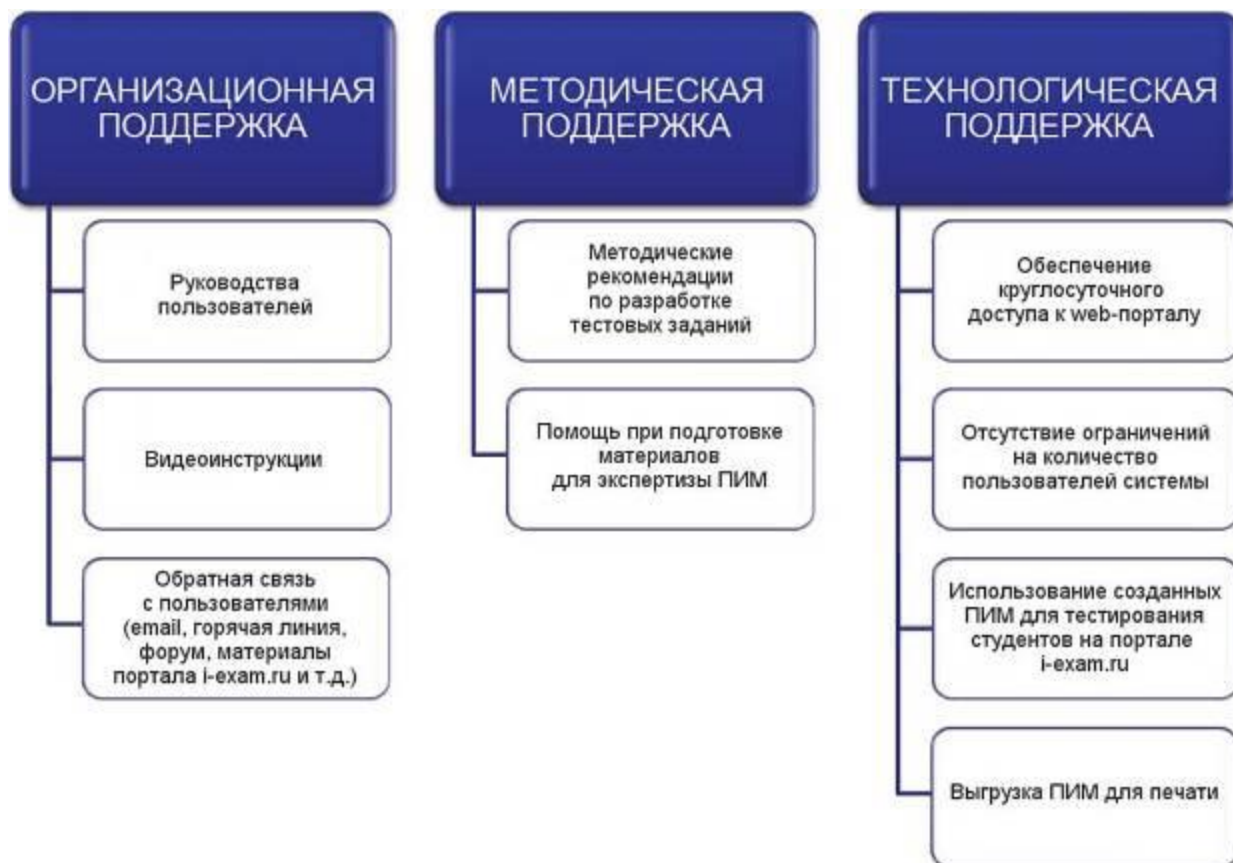 ОРГАНИЗАЦИОННАЯ
ПОДДЕРЖКА
Руководства
пользователей
Видеоинструкции
Обратная связь
с пользователями
(email, горячая линия,
форум, материалы
портала i-exam.ru и т.д.)
МЕТОДИЧЕСКАЯ
ПОДДЕРЖКА
Методические
рекомендации
по разработке
тестовых заданий
Помощь при подготовке
материалов
для экспертизы ПИМ
ТЕХНОЛОГИЧЕСКАЯ
ПОДДЕРЖКА
Обеспечение
круглосуточного
доступа к web-порталу
Отсутствие ограничений
на количество
пользователей системы
Использование созданных
ПИМ для тестирования
студентов на портале
i-exam.ru
Выгрузка ПИМ для печати